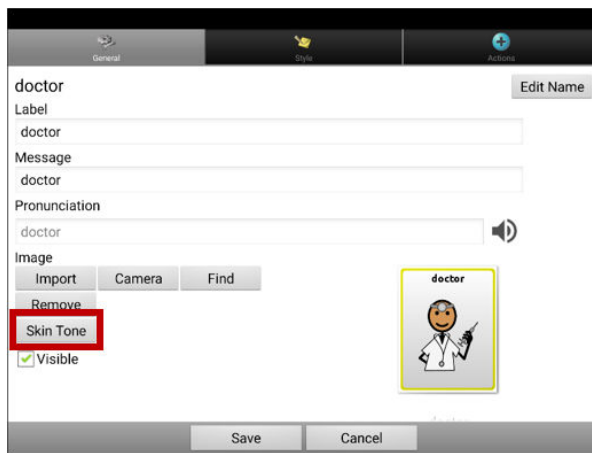 General Style Actions
doctor Edit Name
Label
doctor
Message
doctor
Pronunciation
doctor
Image
Import Camera Find
doctor
Remove
Skin Tone
Visible
doctor
Save Cancel